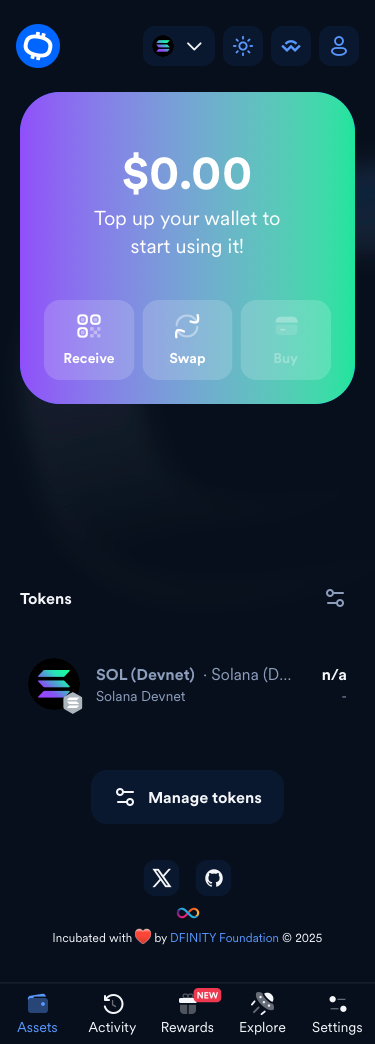 $0.00
Top up your wallet to
start using it!
Receive
Swap
Buy
Tokens
SOL (Devnet) · Solana (D...
n/a
Solana Devnet
-
Manage tokens
Incubated with ❤️ by DFINITY Foundation © 2025
NEW
Assets
Activity
Rewards
Explore
Settings